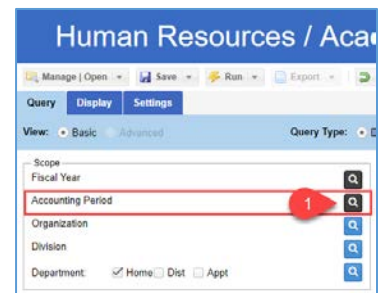 Human Resources / Aca
Manage | Open Save Run Export
Query Display Settings
View: Basic Advanced Query Type:
Scope
Fiscal Year
Accounting Period 1
Organization
Division
Department: Home Dist Appt